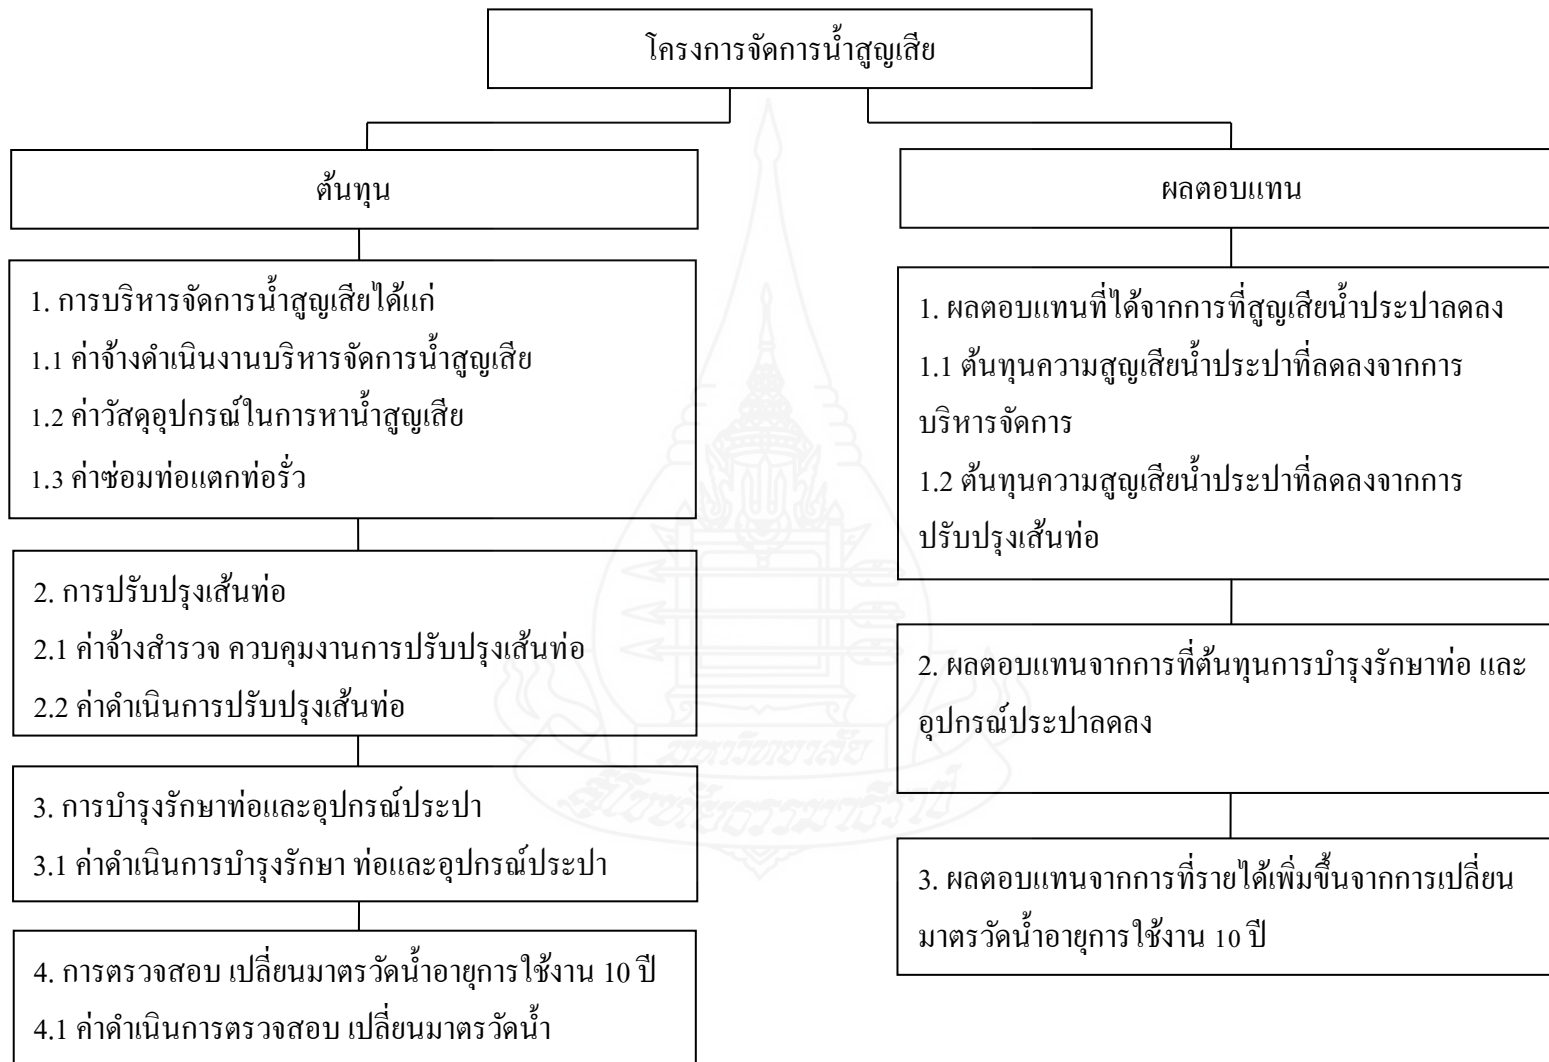 โครงการจัดการน้ำสูญเสีย
ต้นทุน
1. การบริหารจัดการน้ำสูญเสียได้แก่
1.1 ค่าจ้างดำเนินงานบริหารจัดการน้ำสูญเสีย
1.2 ค่าวัสดุอุปกรณ์ในการหาน้ำสูญเสีย
1.3 ค่าซ่อมท่อแตกท่อรั่ว
2. การปรับปรุงเส้นท่อ
2.1 ค่าจ้างสำรวจ ควบคุมงานการปรับปรุงเส้นท่อ
2.2 ค่าดำเนินการปรับปรุงเส้นท่อ
3. การบำรุงรักษาท่อและอุปกรณ์ประปา
3.1 ค่าดำเนินการบำรุงรักษา ท่อและอุปกรณ์ประปา
4. การตรวจสอบ เปลี่ยนมาตรวัดน้ำอายุการใช้งาน 10 ปี
4.1 ค่าดำเนินการตรวจสอบ เปลี่ยนมาตรวัดน้ำ
ผลตอบแทน
1. ผลตอบแทนที่ได้จากการที่สูญเสียน้ำประปาลดลง
1.1 ต้นทุนความสูญเสียน้ำประปาที่ลดลงจากการ
บริหารจัดการ
1.2 ต้นทุนความสูญเสียน้ำประปาที่ลดลงจากการ
ปรับปรุงเส้นท่อ
2. ผลตอบแทนจากการที่ต้นทุนการบำรุงรักษาท่อ และ
อุปกรณ์ประปาลดลง
3. ผลตอบแทนจากการที่รายได้เพิ่มขึ้นจากการเปลี่ยน
มาตรวัดน้ำอายุการใช้งาน 10 ปี
มหาวิทยาลัย
สุโขทัยธรรมาธิราช